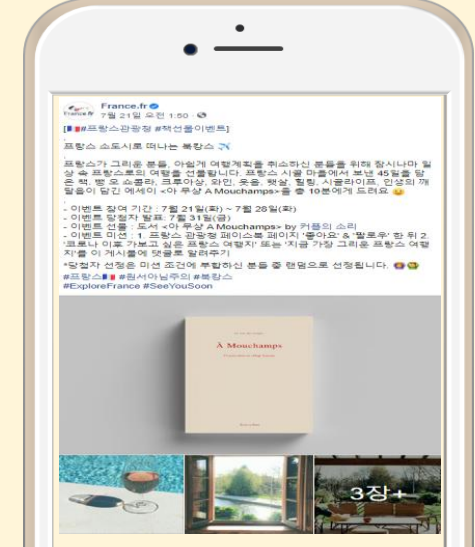 France.fr
France.fr
7월 21일 오전 1:50
[🇫🇷#프랑스관광청 #책선물이벤트]
프랑스 소도시로 떠나는 북캉스 ✈️
프랑스가 그리운 분들, 아쉽게 여행계획을 취소하신 분들을 위해 잠시나마 일
상 속 프랑스로의 여행을 선물합니다. 프랑스 시골 마을에서 보낸 45일을 담
은 책. 뺑 오 쇼콜라, 크루아상, 와인, 웃음, 햇살, 힐링, 시골라이프, 인생의 깨
달음이 담긴 에세이 <아 무샹 A Mouchamps>을 총 10분에게 드려요 😀
- 이벤트 참여 기간 : 7월 21일(화) ~ 7월 28일(화)
- 이벤트 당첨자 발표: 7월 31일(금)
- 이벤트 선물 : 도서 <아 무샹 A Mouchamps> by 커플의 소리
- 이벤트 미션 : 1. 프랑스 관광청 페이스북 페이지 '좋아요' & '팔로우' 한 뒤 2.
'코로나 이후 가보고 싶은 프랑스 여행지' 또는 '지금 가장 그리운 프랑스 여행
지'를 이 게시물에 댓글로 알려주기
*당첨자 선정은 미션 조건에 부합하신 분들 중 랜덤으로 선정됩니다.
#프랑스🇫🇷 #원서아님주의 #북캉스
#ExploreFrance #SeeYouSoon
À Mouchamps
3장+